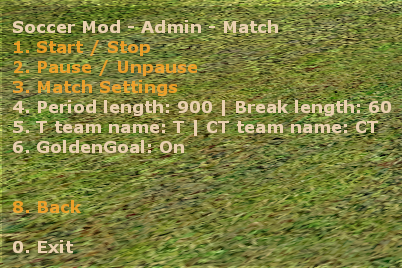 Soccer Mod - Admin - Match
1. Start / Stop
2. Pause / Unpause
3. Match Settings
4. Period length: 900 | Break length: 60
5. T team name: T | CT team name: CT
6. GoldenGoal: On
8. Back
0. Exit